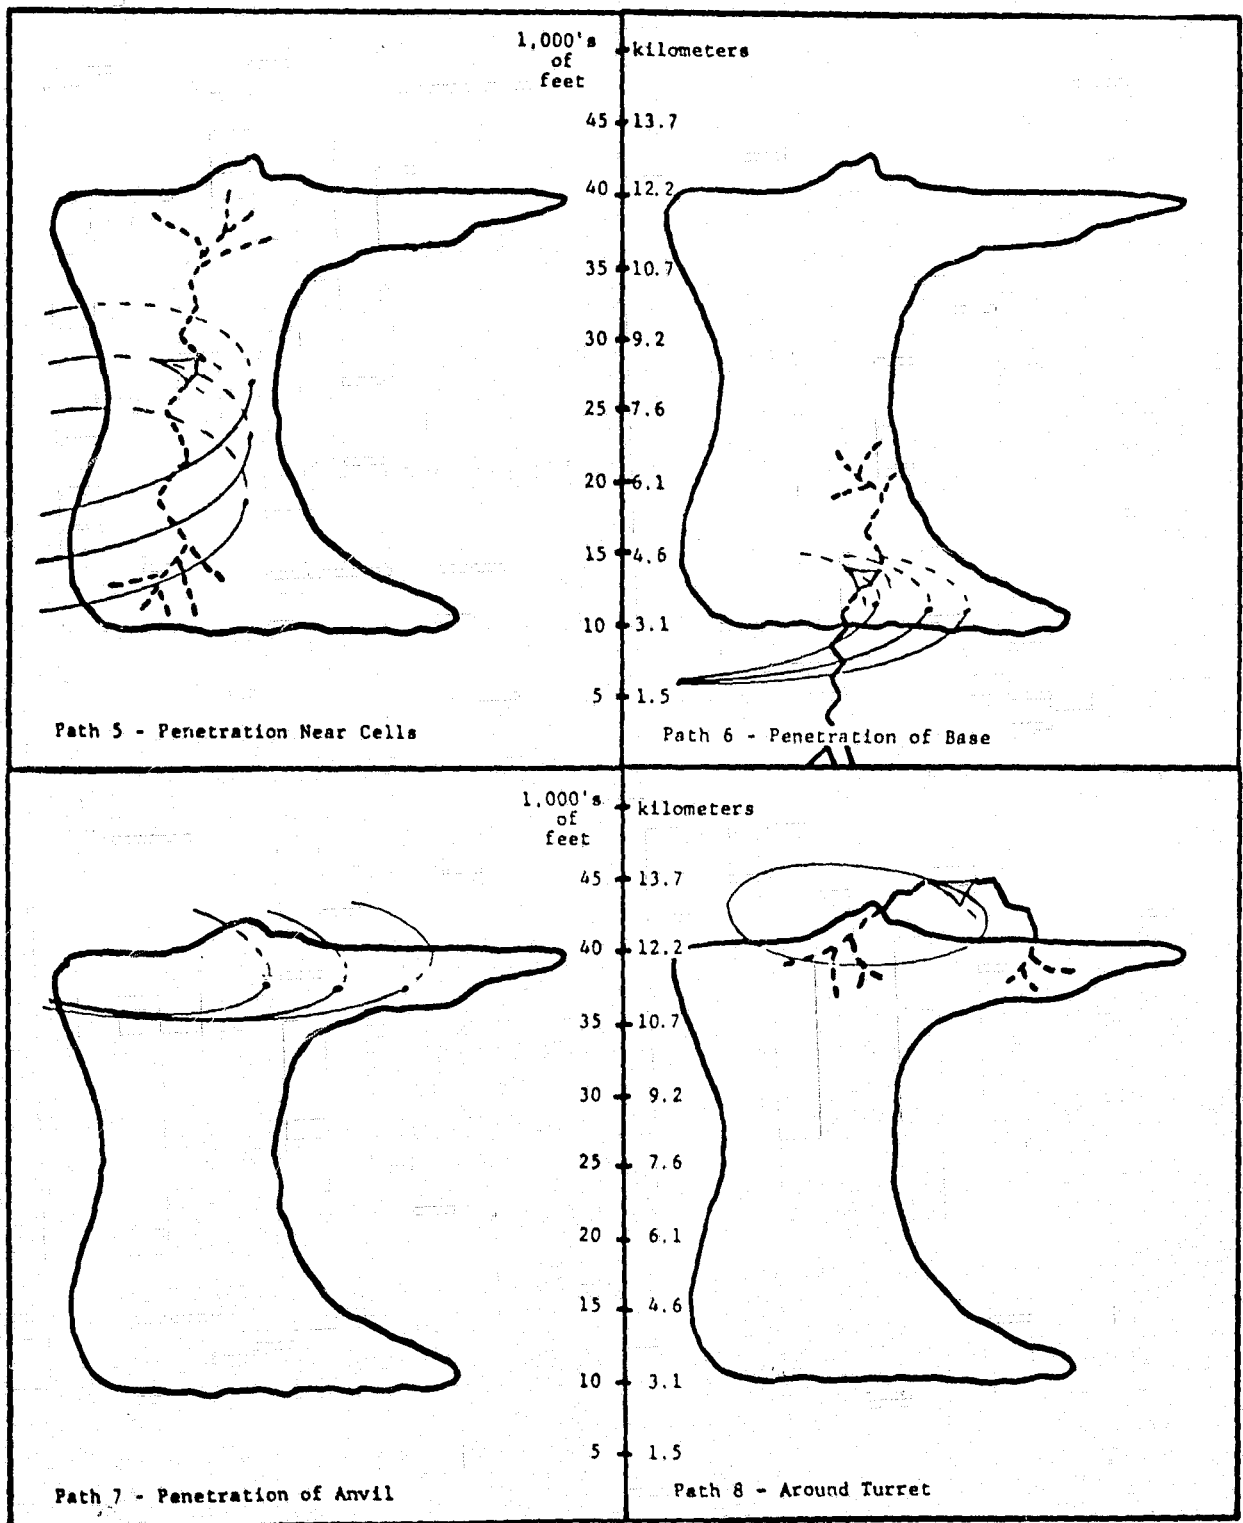 1,000's
of
feet
kilometers
45 13.7
40 12.2
35 10.7
30 9.2
25 7.6
20 6.1
15 4.6
10 3.1
5 1.5
Path 5 - Penetration Near Cells
Path 6 - Penetration of Base
1,000's
of
feet
kilometers
45 13.7
40 12.2
35 10.7
30 9.2
25 7.6
20 6.1
15 4.6
10 3.1
5 1.5
Path 7 - Penetration of Anvil
Path 8 - Around Turret